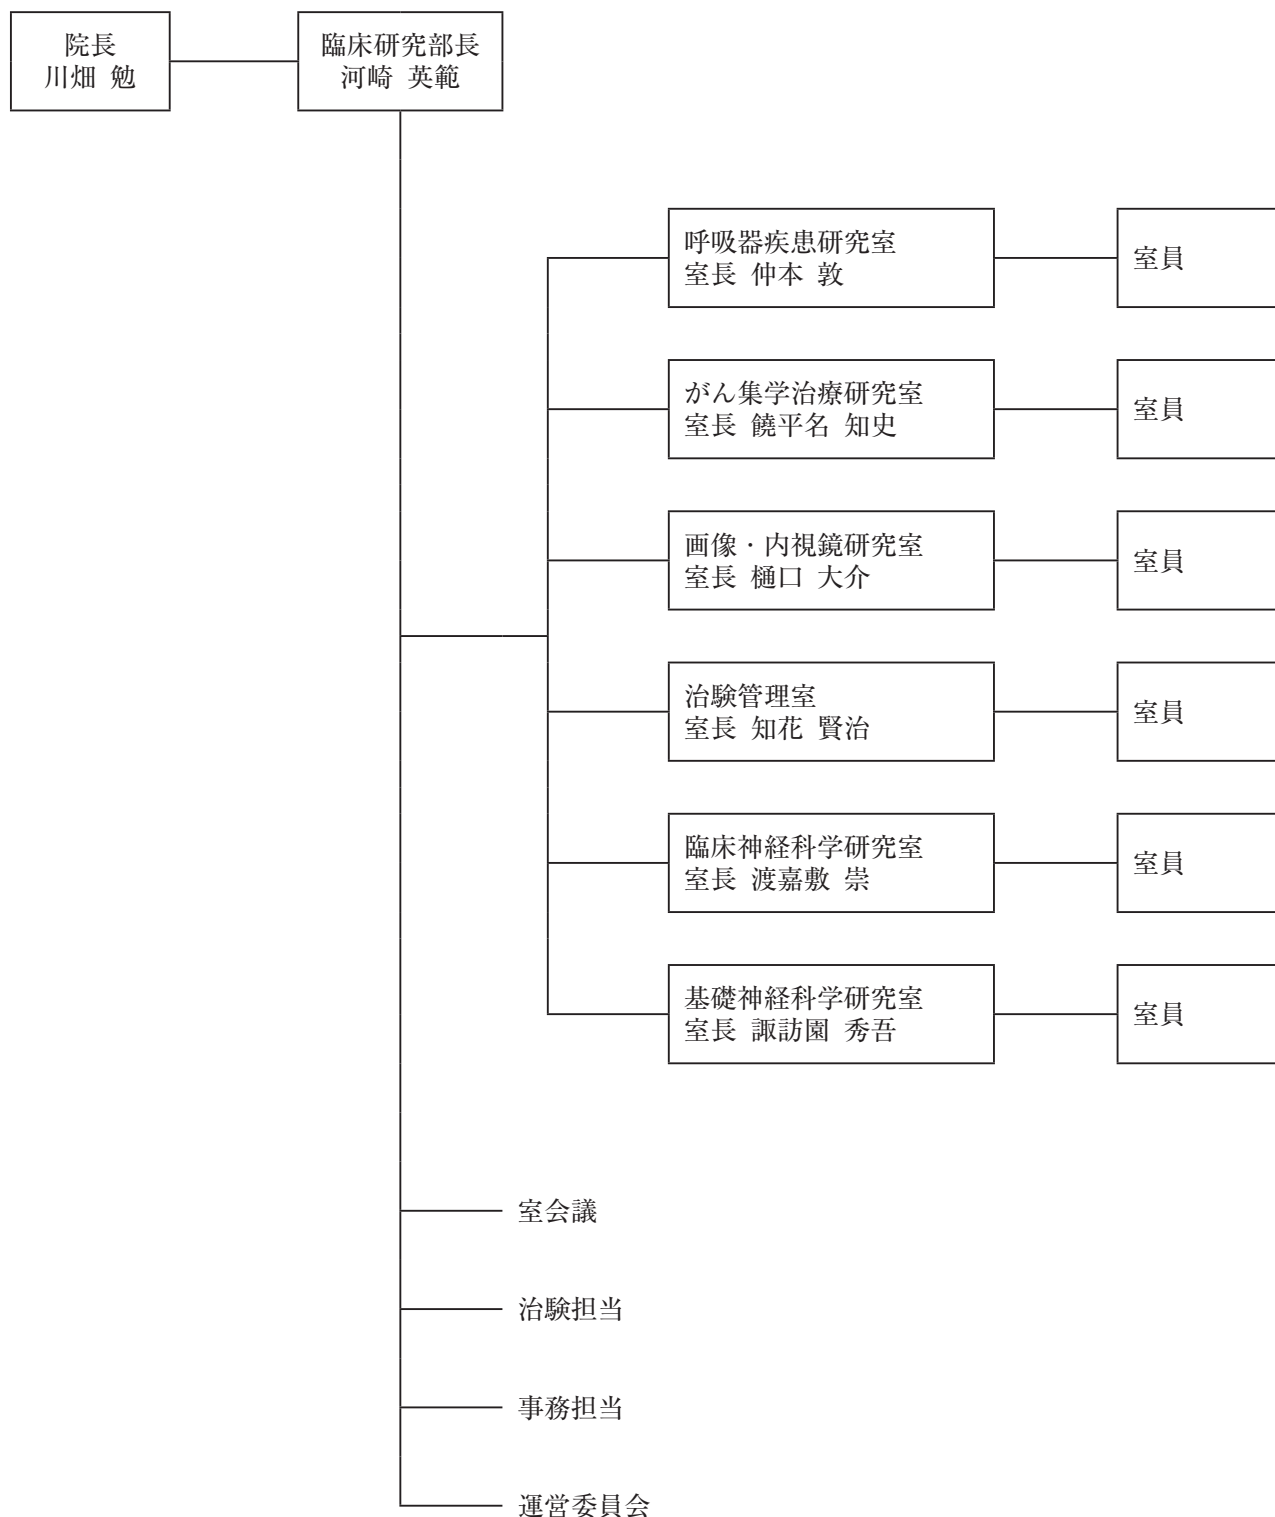 院長
川畑 勉
臨床研究部長
河崎 英範
呼吸器疾患研究室
室長 仲本 敦
室員
がん集学治療研究室
室長 饒平名 知史
室員
画像・内視鏡研究室
室長 樋口 大介
室員
治験管理室
室長 知花 賢治
室員
臨床神経科学研究室
室長 渡嘉敷 崇
室員
基礎神経科学研究室
室長 諏訪園 秀吾
室員
室会議
治験担当
事務担当
運営委員会